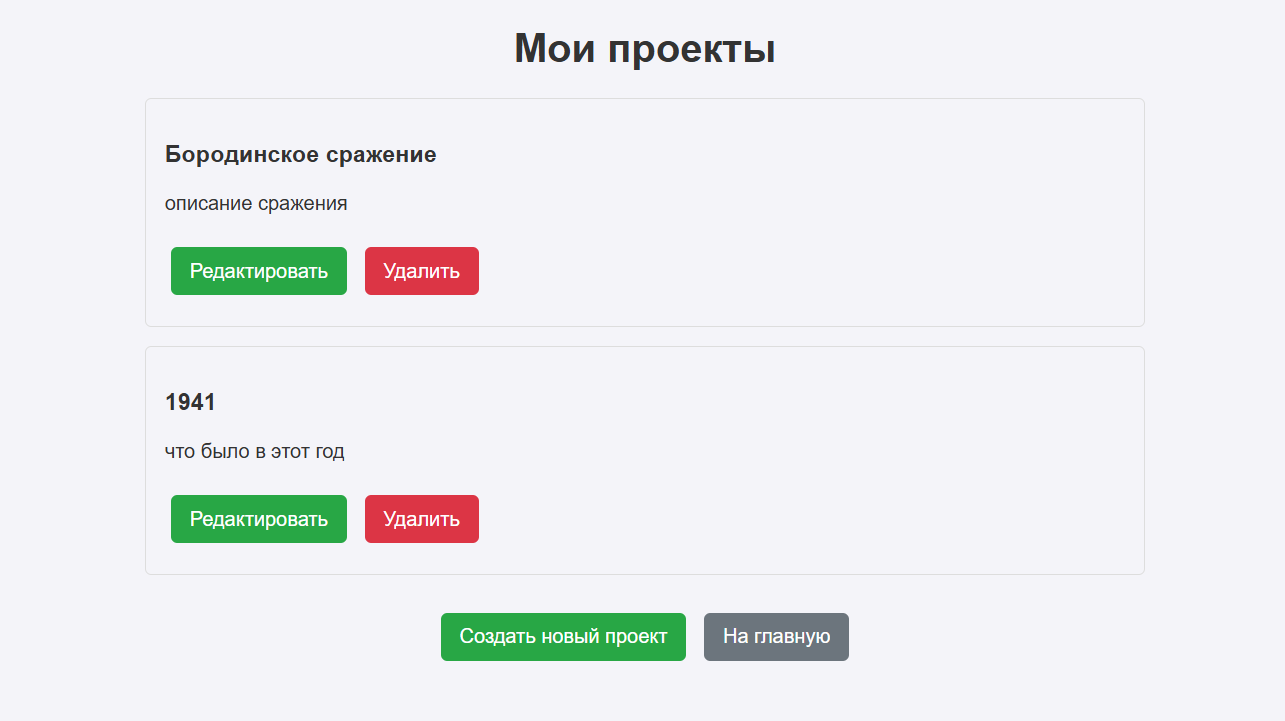 Мои проекты
Бородинское сражение
описание сражения
Редактировать Удалить
1941
что было в этот год
Редактировать Удалить
Создать новый проект На главную